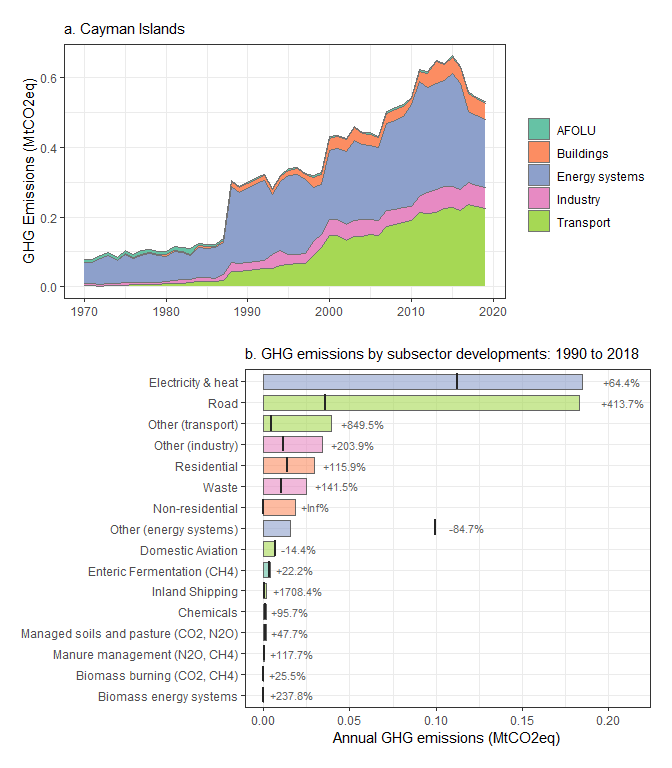 a. Cayman Islands
GHG Emissions (MtCO2eq)
0.6
0.4
0.2
0.0
1970 1980 1990 2000 2010 2020
AFOLU
Buildings
Energy systems
Industry
Transport
b. GHG emissions by subsector developments: 1990 to 2018
Electricity & heat +64.4%
Road +413.7%
Other (transport) +849.5%
Other (industry) +203.9%
Residential +115.9%
Waste +141.5%
Non-residential +Inf%
Other (energy systems) -84.7%
Domestic Aviation -14.4%
Enteric Fermentation (CH4) +22.2%
Inland Shipping +1708.4%
Chemicals +95.7%
Managed soils and pasture (CO2, N2O) +47.7%
Manure management (N2O, CH4) +117.7%
Biomass burning (CO2, CH4) +25.5%
Biomass energy systems +237.8%
0.00 0.05 0.10 0.15 0.20
Annual GHG emissions (MtCO2eq)